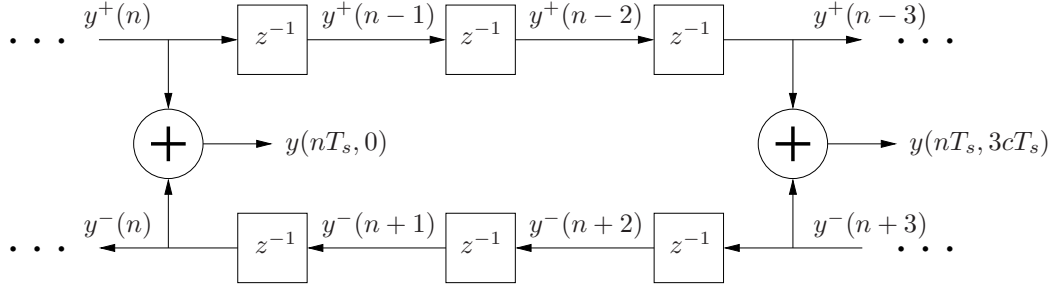 · · · y⁺(n) y⁺(n − 1) y⁺(n − 2) y⁺(n − 3) · · ·
z⁻¹ z⁻¹ z⁻¹
+ y(nTₛ, 0) + y(nTₛ, 3cTₛ)
· · · y⁻(n) y⁻(n + 1) y⁻(n + 2) y⁻(n + 3) · · ·
z⁻¹ z⁻¹ z⁻¹